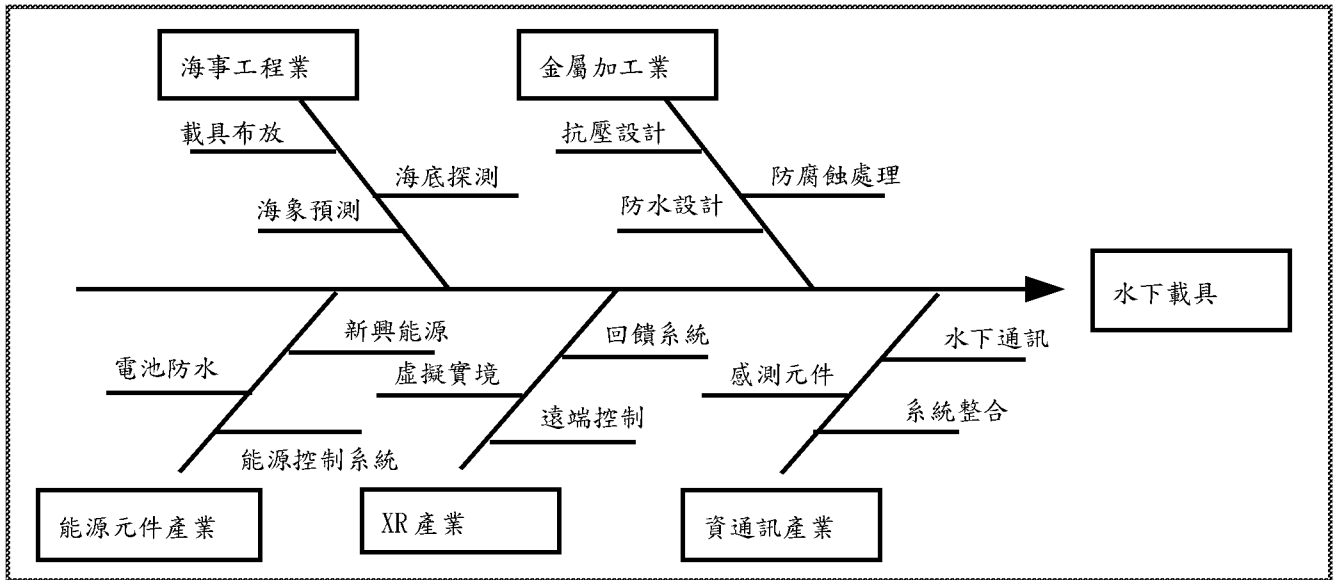 海事工程業
金屬加工業
載具布放
抗壓設計
海底探測
防腐蝕處理
海象預測
防水設計
水下載具
新興能源
回饋系統
水下通訊
電池防水
虛擬實境
感測元件
遠端控制
系統整合
能源控制系統
能源元件產業
XR 產業
資通訊產業